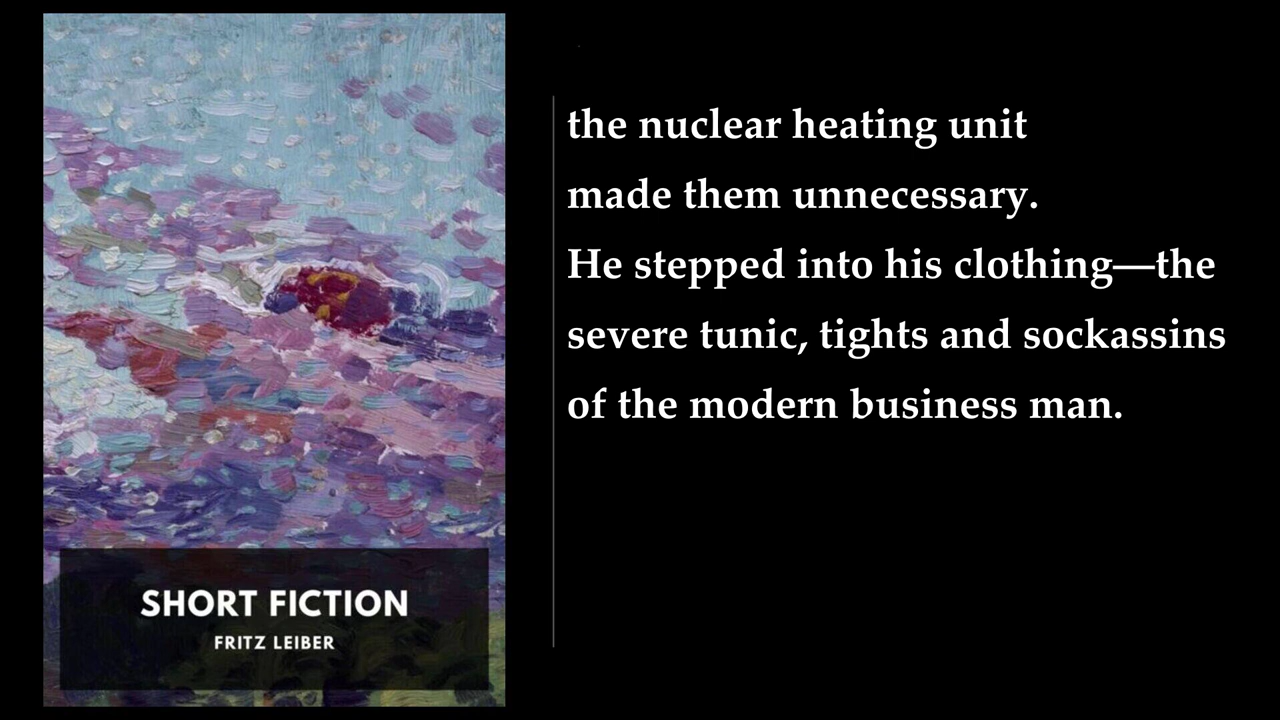 the nuclear heating unit
made them unnecessary.
He stepped into his clothing—the
severe tunic, tights and sockassins
of the modern business man.
SHORT FICTION
FRITZ LEIBER